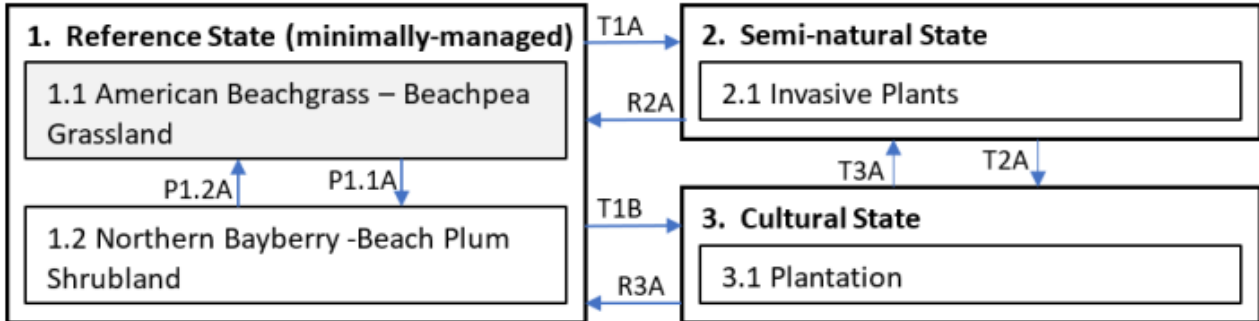 1. Reference State (minimally-managed)
1.1 American Beachgrass – Beachpea
Grassland
P1.2A
P1.1A
1.2 Northern Bayberry -Beach Plum
Shrubland
T1A
R2A
T1B
R3A
2. Semi-natural State
2.1 Invasive Plants
T3A
T2A
3. Cultural State
3.1 Plantation